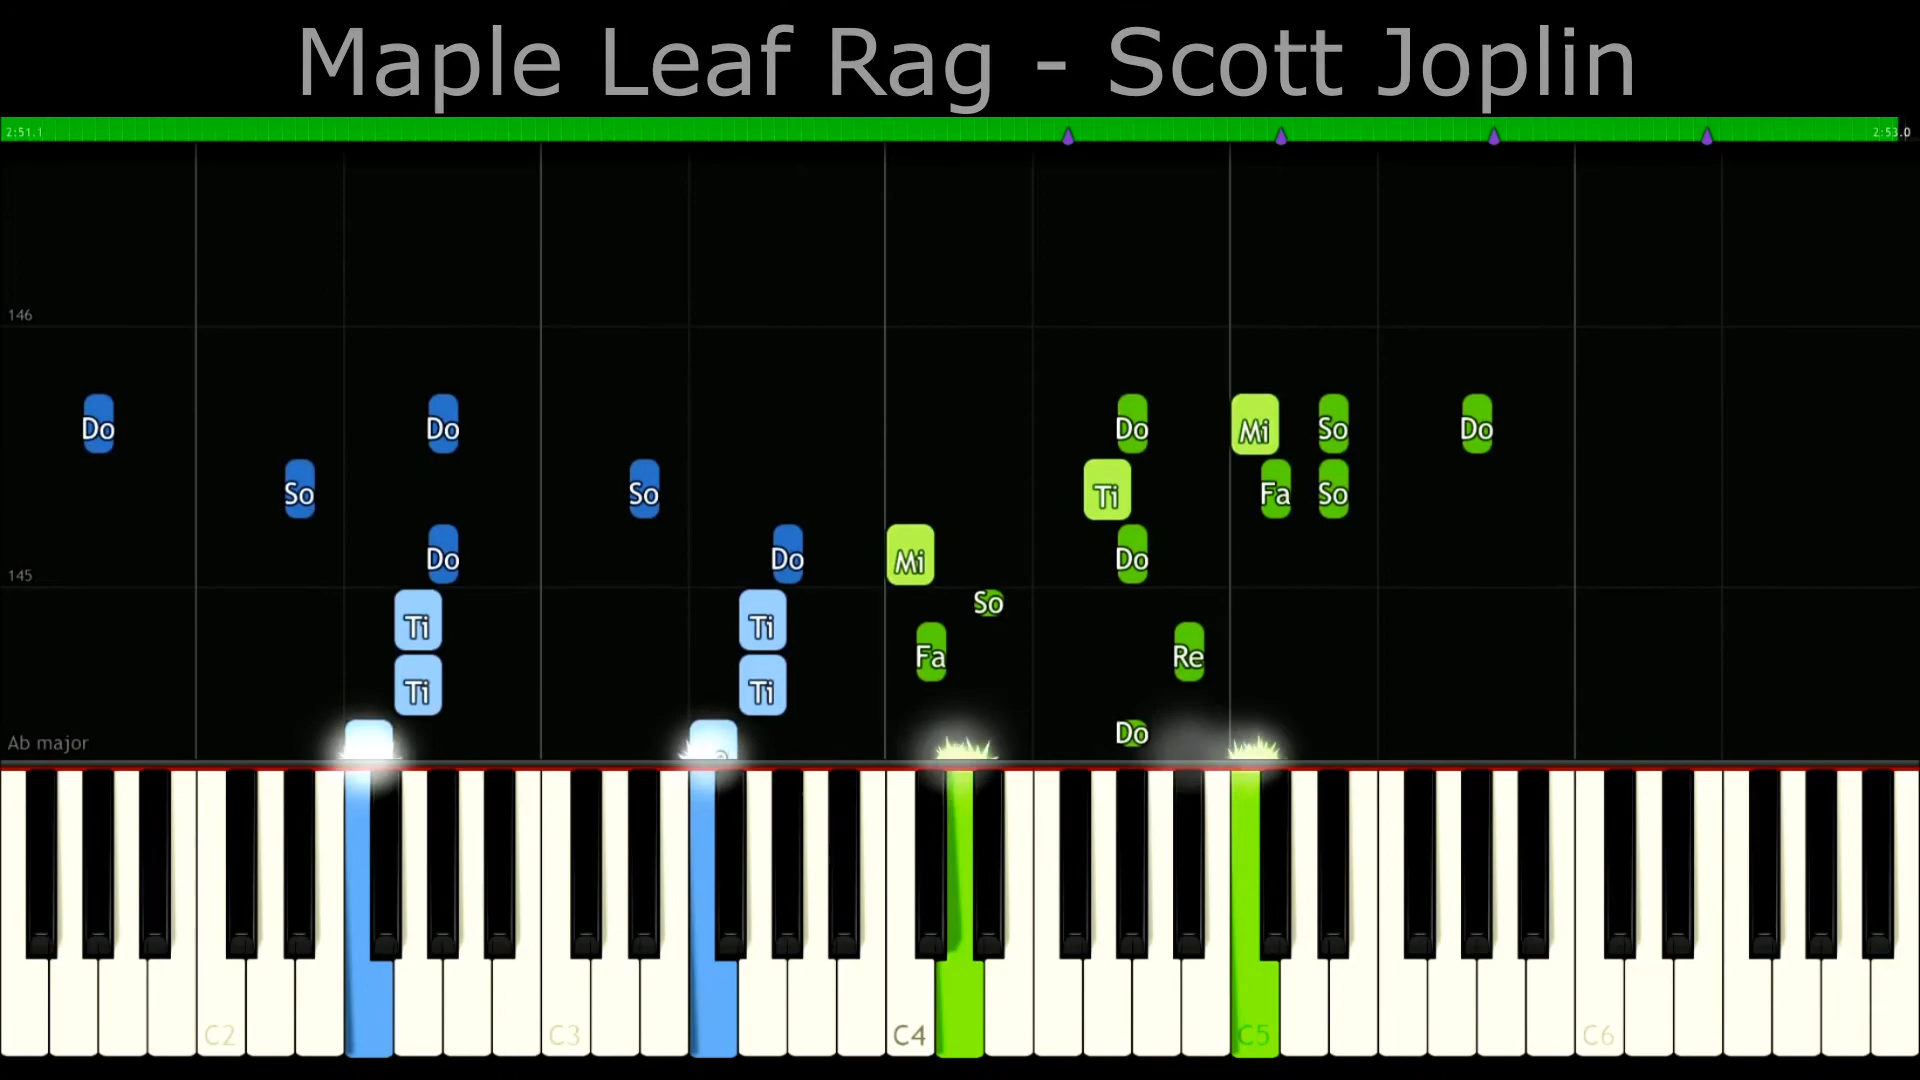 Maple Leaf Rag - Scott Joplin
2:51.1 2:53.0
146
Do Do Do Mi So Do
So So Ti Fa So
145
Do Do Mi Do
So
Ti Ti
Fa Re
Ti Ti
Do
Ab major
C2 C3 C4 C5 C6